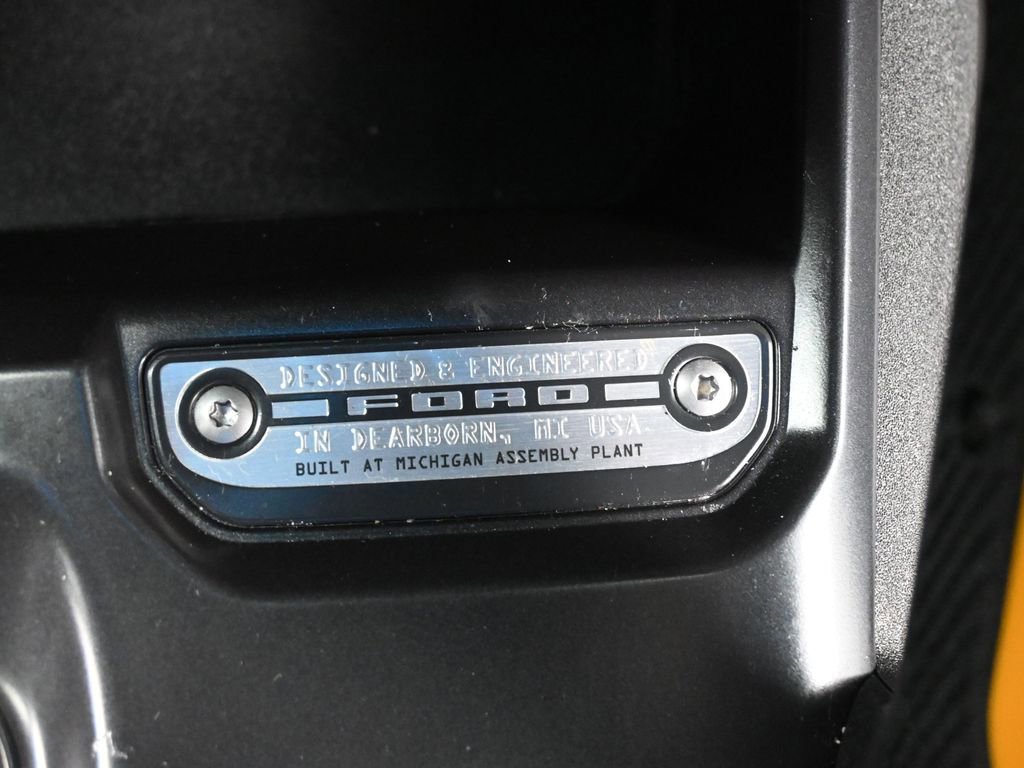 DESIGNED & ENGINEERED
FORD
IN DEARBORN, MI USA.
BUILT AT MICHIGAN ASSEMBLY PLANT